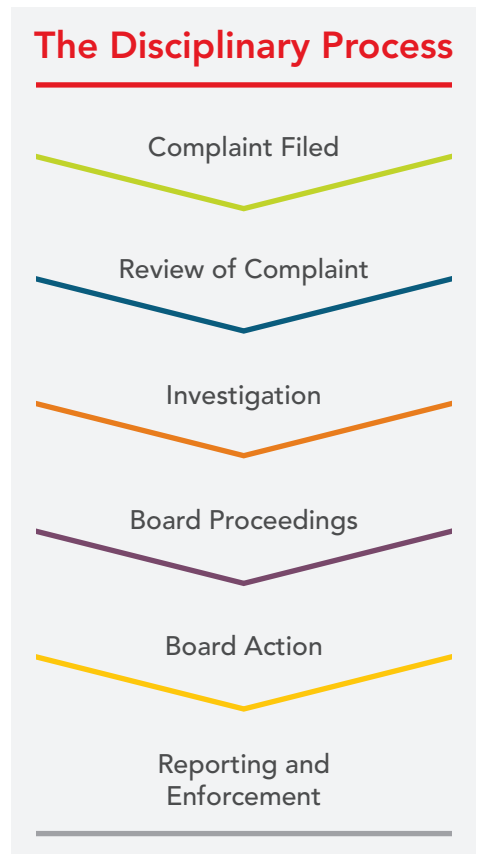 The Disciplinary Process
Complaint Filed
Review of Complaint
Investigation
Board Proceedings
Board Action
Reporting and
Enforcement